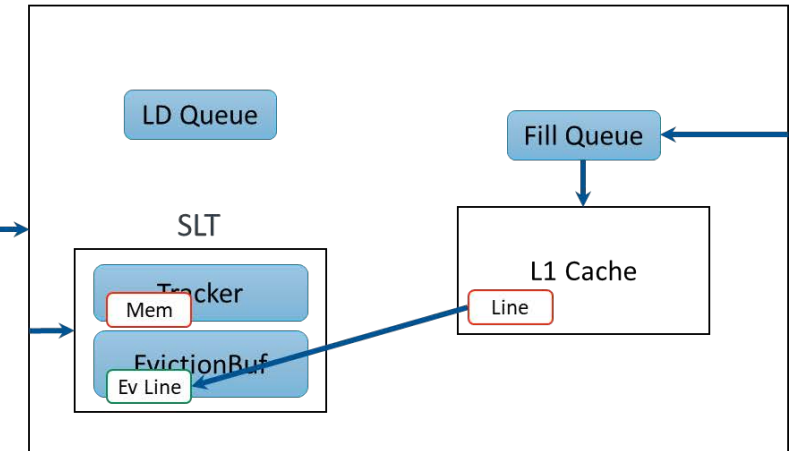 LD Queue
Fill Queue
SLT
L1 Cache
Tracker
Mem
Line
EvictionBuf
Ev Line